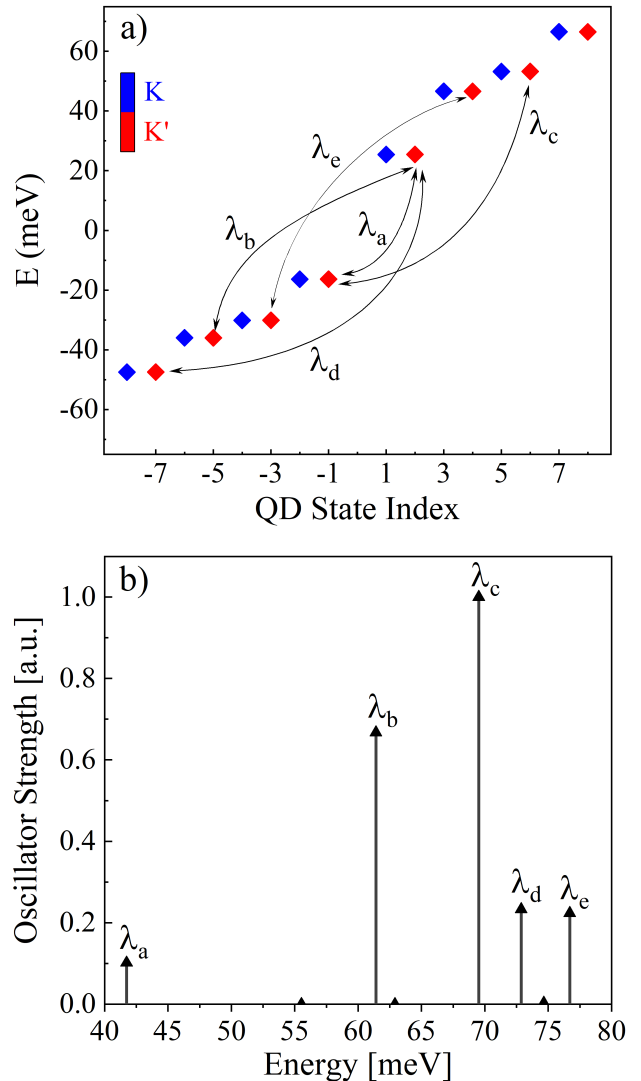 a)
K
K'
60
40
20
0
-20
-40
-60
E (meV)
λe
λc
λb
λa
λd
-7 -5 -3 -1 1 3 5 7
QD State Index
b)
λc
λb
λd
λe
λa
1.0
0.8
0.6
0.4
0.2
0.0
Oscillator Strength [a.u.]
40 45 50 55 60 65 70 75 80
Energy [meV]